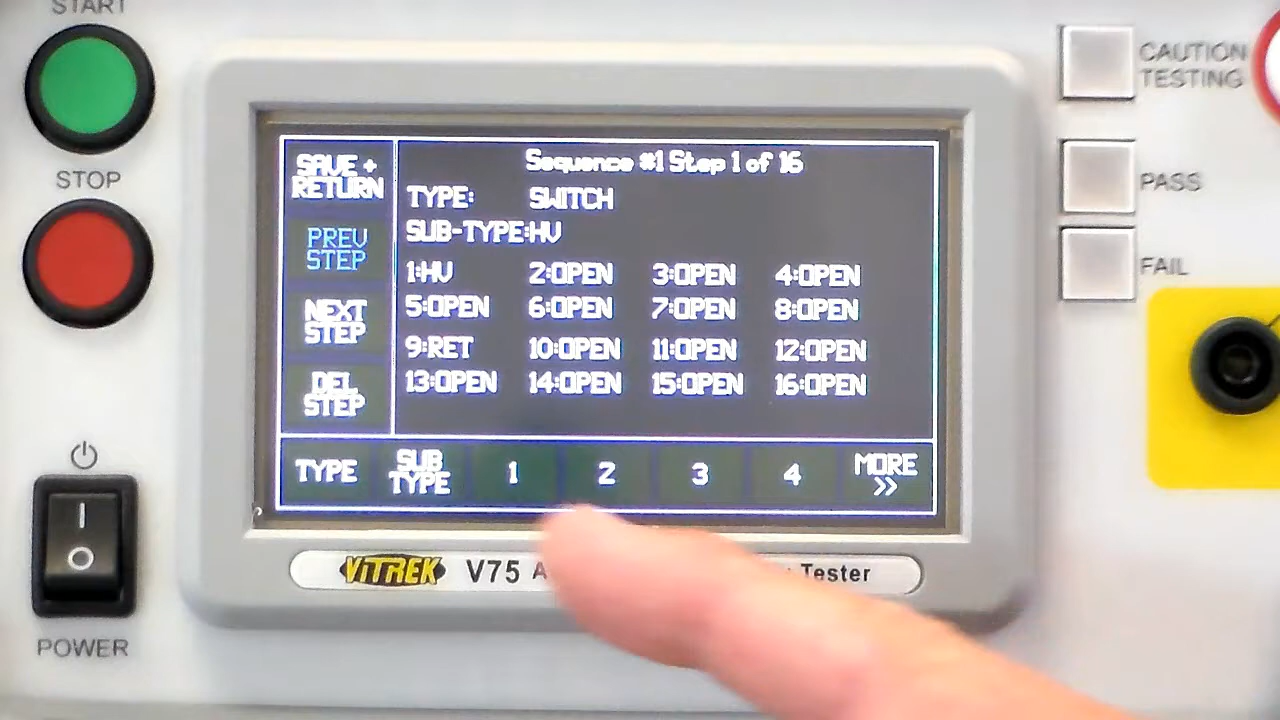 START
STOP
POWER
SAVE +
RETURN
PREV
STEP
NEXT
STEP
DEL
STEP
Sequence #1 Step 1 of 16
TYPE: SWITCH
SUB-TYPE:HV
1:HV 2:OPEN 3:OPEN 4:OPEN
5:OPEN 6:OPEN 7:OPEN 8:OPEN
9:RET 10:OPEN 11:OPEN 12:OPEN
13:OPEN 14:OPEN 15:OPEN 16:OPEN
TYPE
SUB
TYPE
1
2
3
4
MORE
>>
VITREK V75 Tester
CAUTION
TESTING
PASS
FAIL